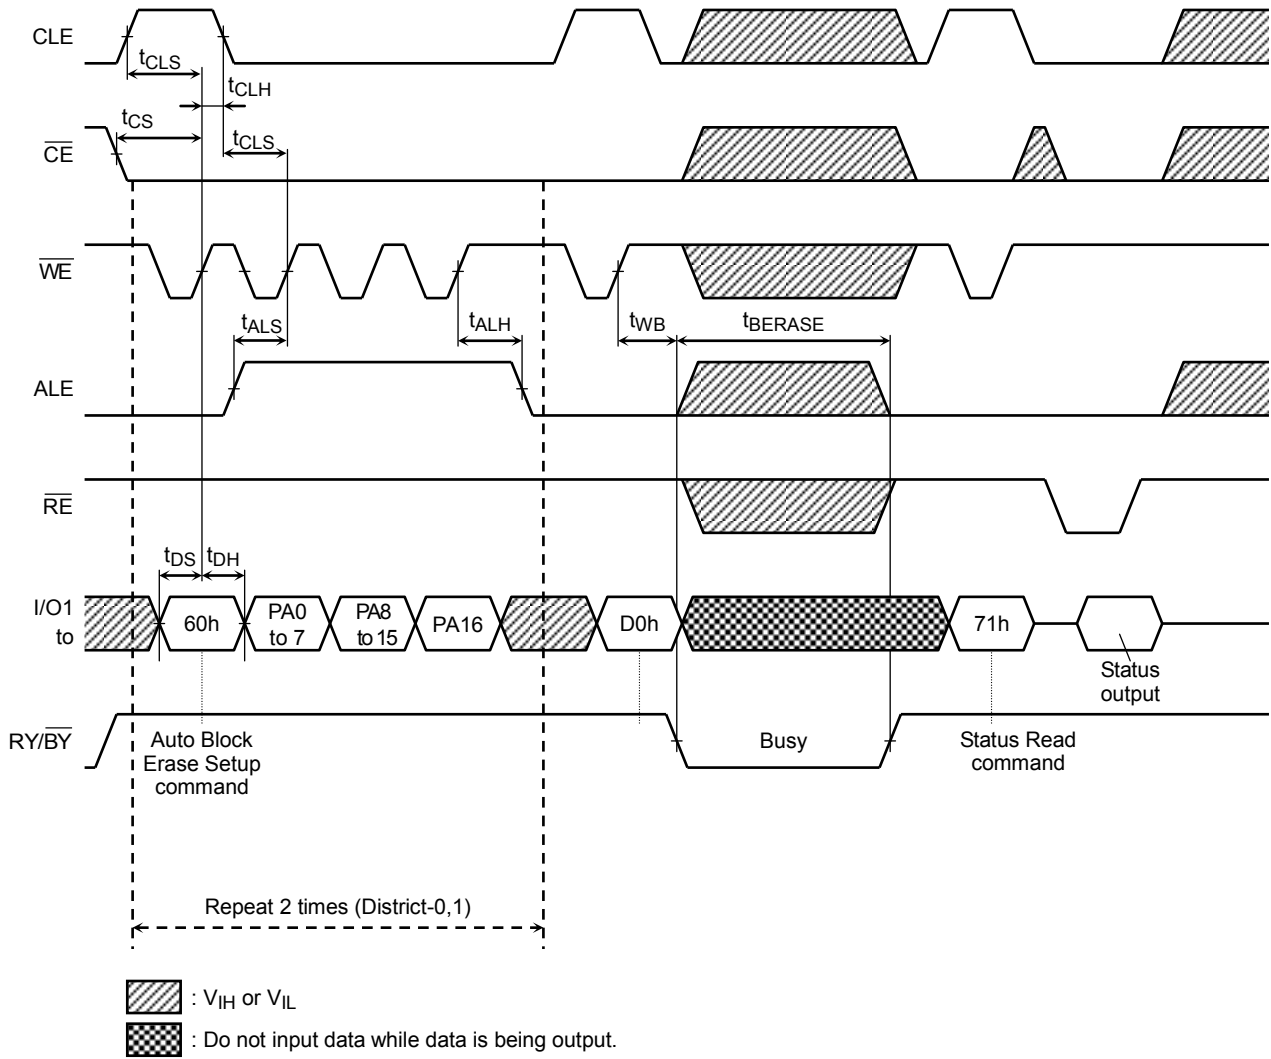 CLE
tCLS
tCLH
tCS
tCLS
CE
WE
tALS
tALH
tWB
tBERASE
ALE
RE
tDS
tDH
I/O1
to
60h
PA0
to 7
PA8
to 15
PA16
D0h
71h
Status
output
RY/BY
Auto Block
Erase Setup
command
Busy
Status Read
command
Repeat 2 times (District-0,1)
: VIH or VIL
: Do not input data while data is being output.